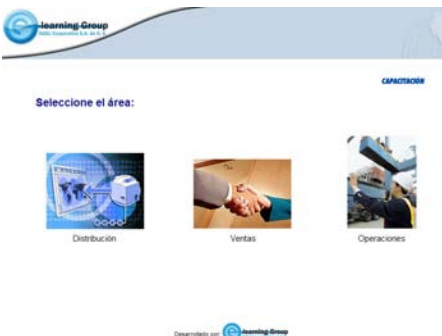 e-learning Group
CAPACITACIÓN
Seleccione el área:
Distribución
Ventas
Operaciones
Desarrollado por:
e-learning Group